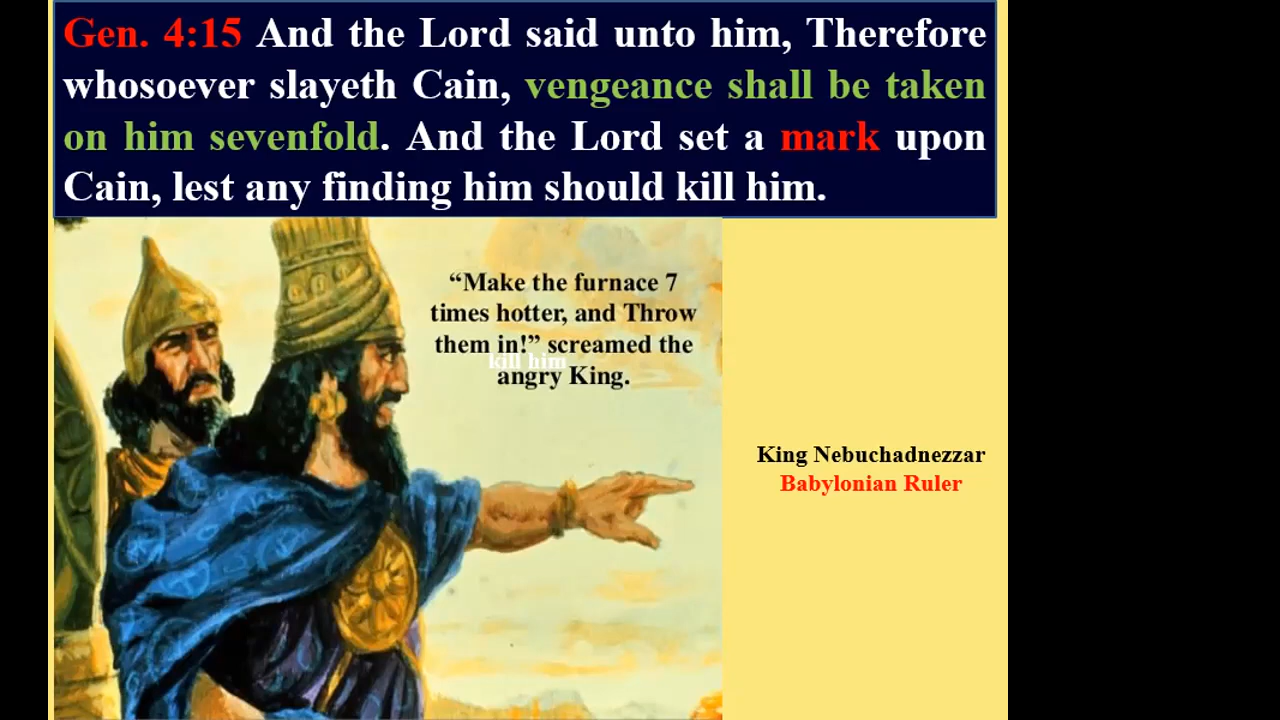 Gen. 4:15 And the Lord said unto him, Therefore
whosoever slayeth Cain, vengeance shall be taken
on him sevenfold. And the Lord set a mark upon
Cain, lest any finding him should kill him.
“Make the furnace 7
times hotter, and Throw
them in!” screamed the
kill him
angry King.
King Nebuchadnezzar
Babylonian Ruler